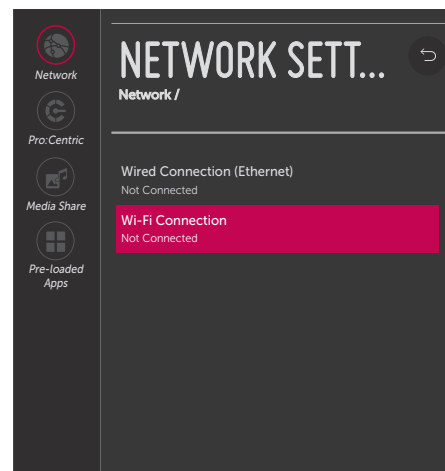 Network
Pro:Centric
Media Share
Pre-loaded
Apps
NETWORK SETT...
Network /
Wired Connection (Ethernet)
Not Connected
Wi-Fi Connection
Not Connected